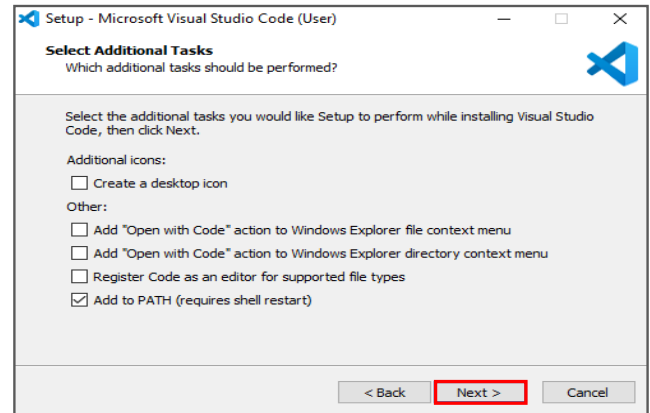 Setup - Microsoft Visual Studio Code (User)
Select Additional Tasks
Which additional tasks should be performed?
Select the additional tasks you would like Setup to perform while installing Visual Studio
Code, then click Next.
Additional icons:
Create a desktop icon
Other:
Add "Open with Code" action to Windows Explorer file context menu
Add "Open with Code" action to Windows Explorer directory context menu
Register Code as an editor for supported file types
Add to PATH (requires shell restart)
< Back Next > Cancel